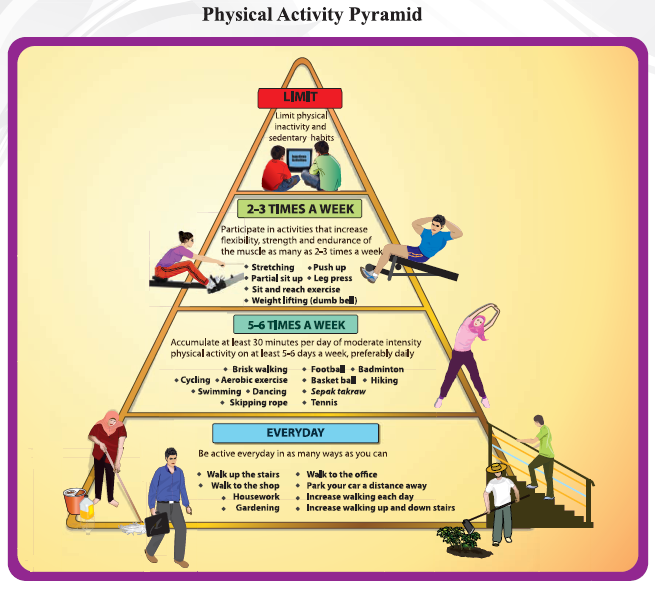 Physical Activity Pyramid
LIMIT
Limit physical
inactivity and
sedentary habits
2-3 TIMES A WEEK
Participate in activities that increase
flexibility, strength and endurance of
the muscle as many as 2-3 times a week
Stretching Push up
Partial sit up Leg press
Sit and reach exercise
Weight lifting (dumb bell)
5-6 TIMES A WEEK
Accumulate at least 30 minutes per day of moderate intensity
physical activity on at least 5-6 days a week, preferably daily
Brisk walking Football Badminton
Cycling Aerobic exercise Basket ball Hiking
Swimming Dancing Sepak takraw
Skipping rope Tennis
EVERYDAY
Be active everyday in as many ways as you can
Walk up the stairs Walk to the office
Walk to the shop Park your car a distance away
Housework Increase walking each day
Gardening Increase walking up and down stairs